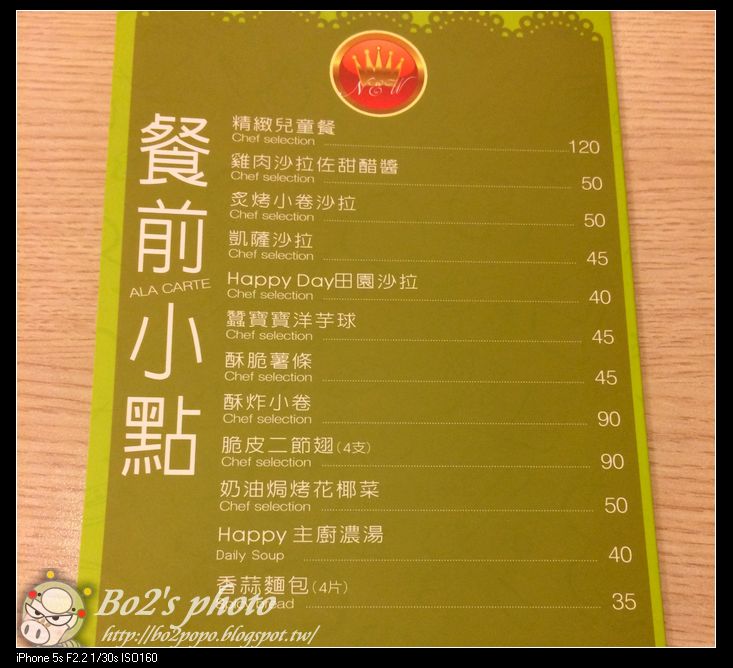 NEW
餐前小點
ALA CARTE
精緻兒童餐
Chef selection 120
雞肉沙拉佐甜醋醬
Chef selection 50
炙烤小卷沙拉
Chef selection 50
凱薩沙拉
Chef selection 45
Happy Day田園沙拉
Chef selection 40
蠶寶寶洋芋球
Chef selection 45
酥脆薯條
Chef selection 45
酥炸小卷
Chef selection 90
脆皮二節翅(4支)
Chef selection 90
奶油焗烤花椰菜
Chef selection 50
Happy 主廚濃湯
Daily Soup 40
香蒜麵包(4片)
35
Bo2's photo
http://bo2popo.blogspot.tw/
iPhone 5s F2.2 1/30s ISO160